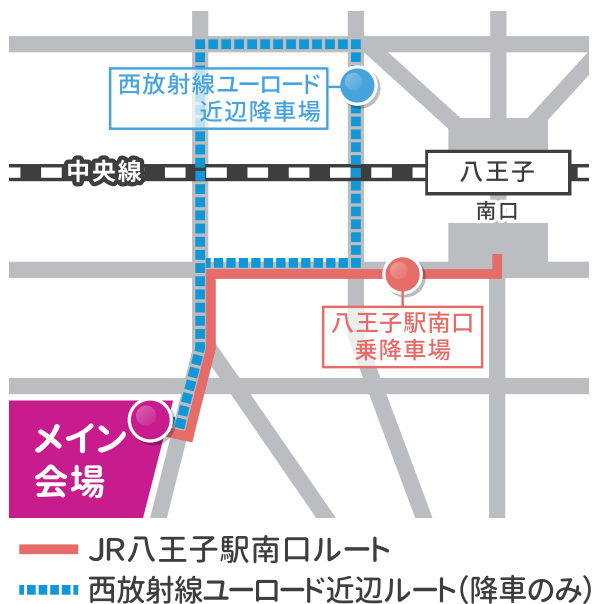 西放射線ユーロード
近辺降車場
中央線
八王子
南口
八王子駅南口
乗降車場
メイン
会場
JR八王子駅南口ルート
西放射線ユーロード近辺ルート(降車のみ)